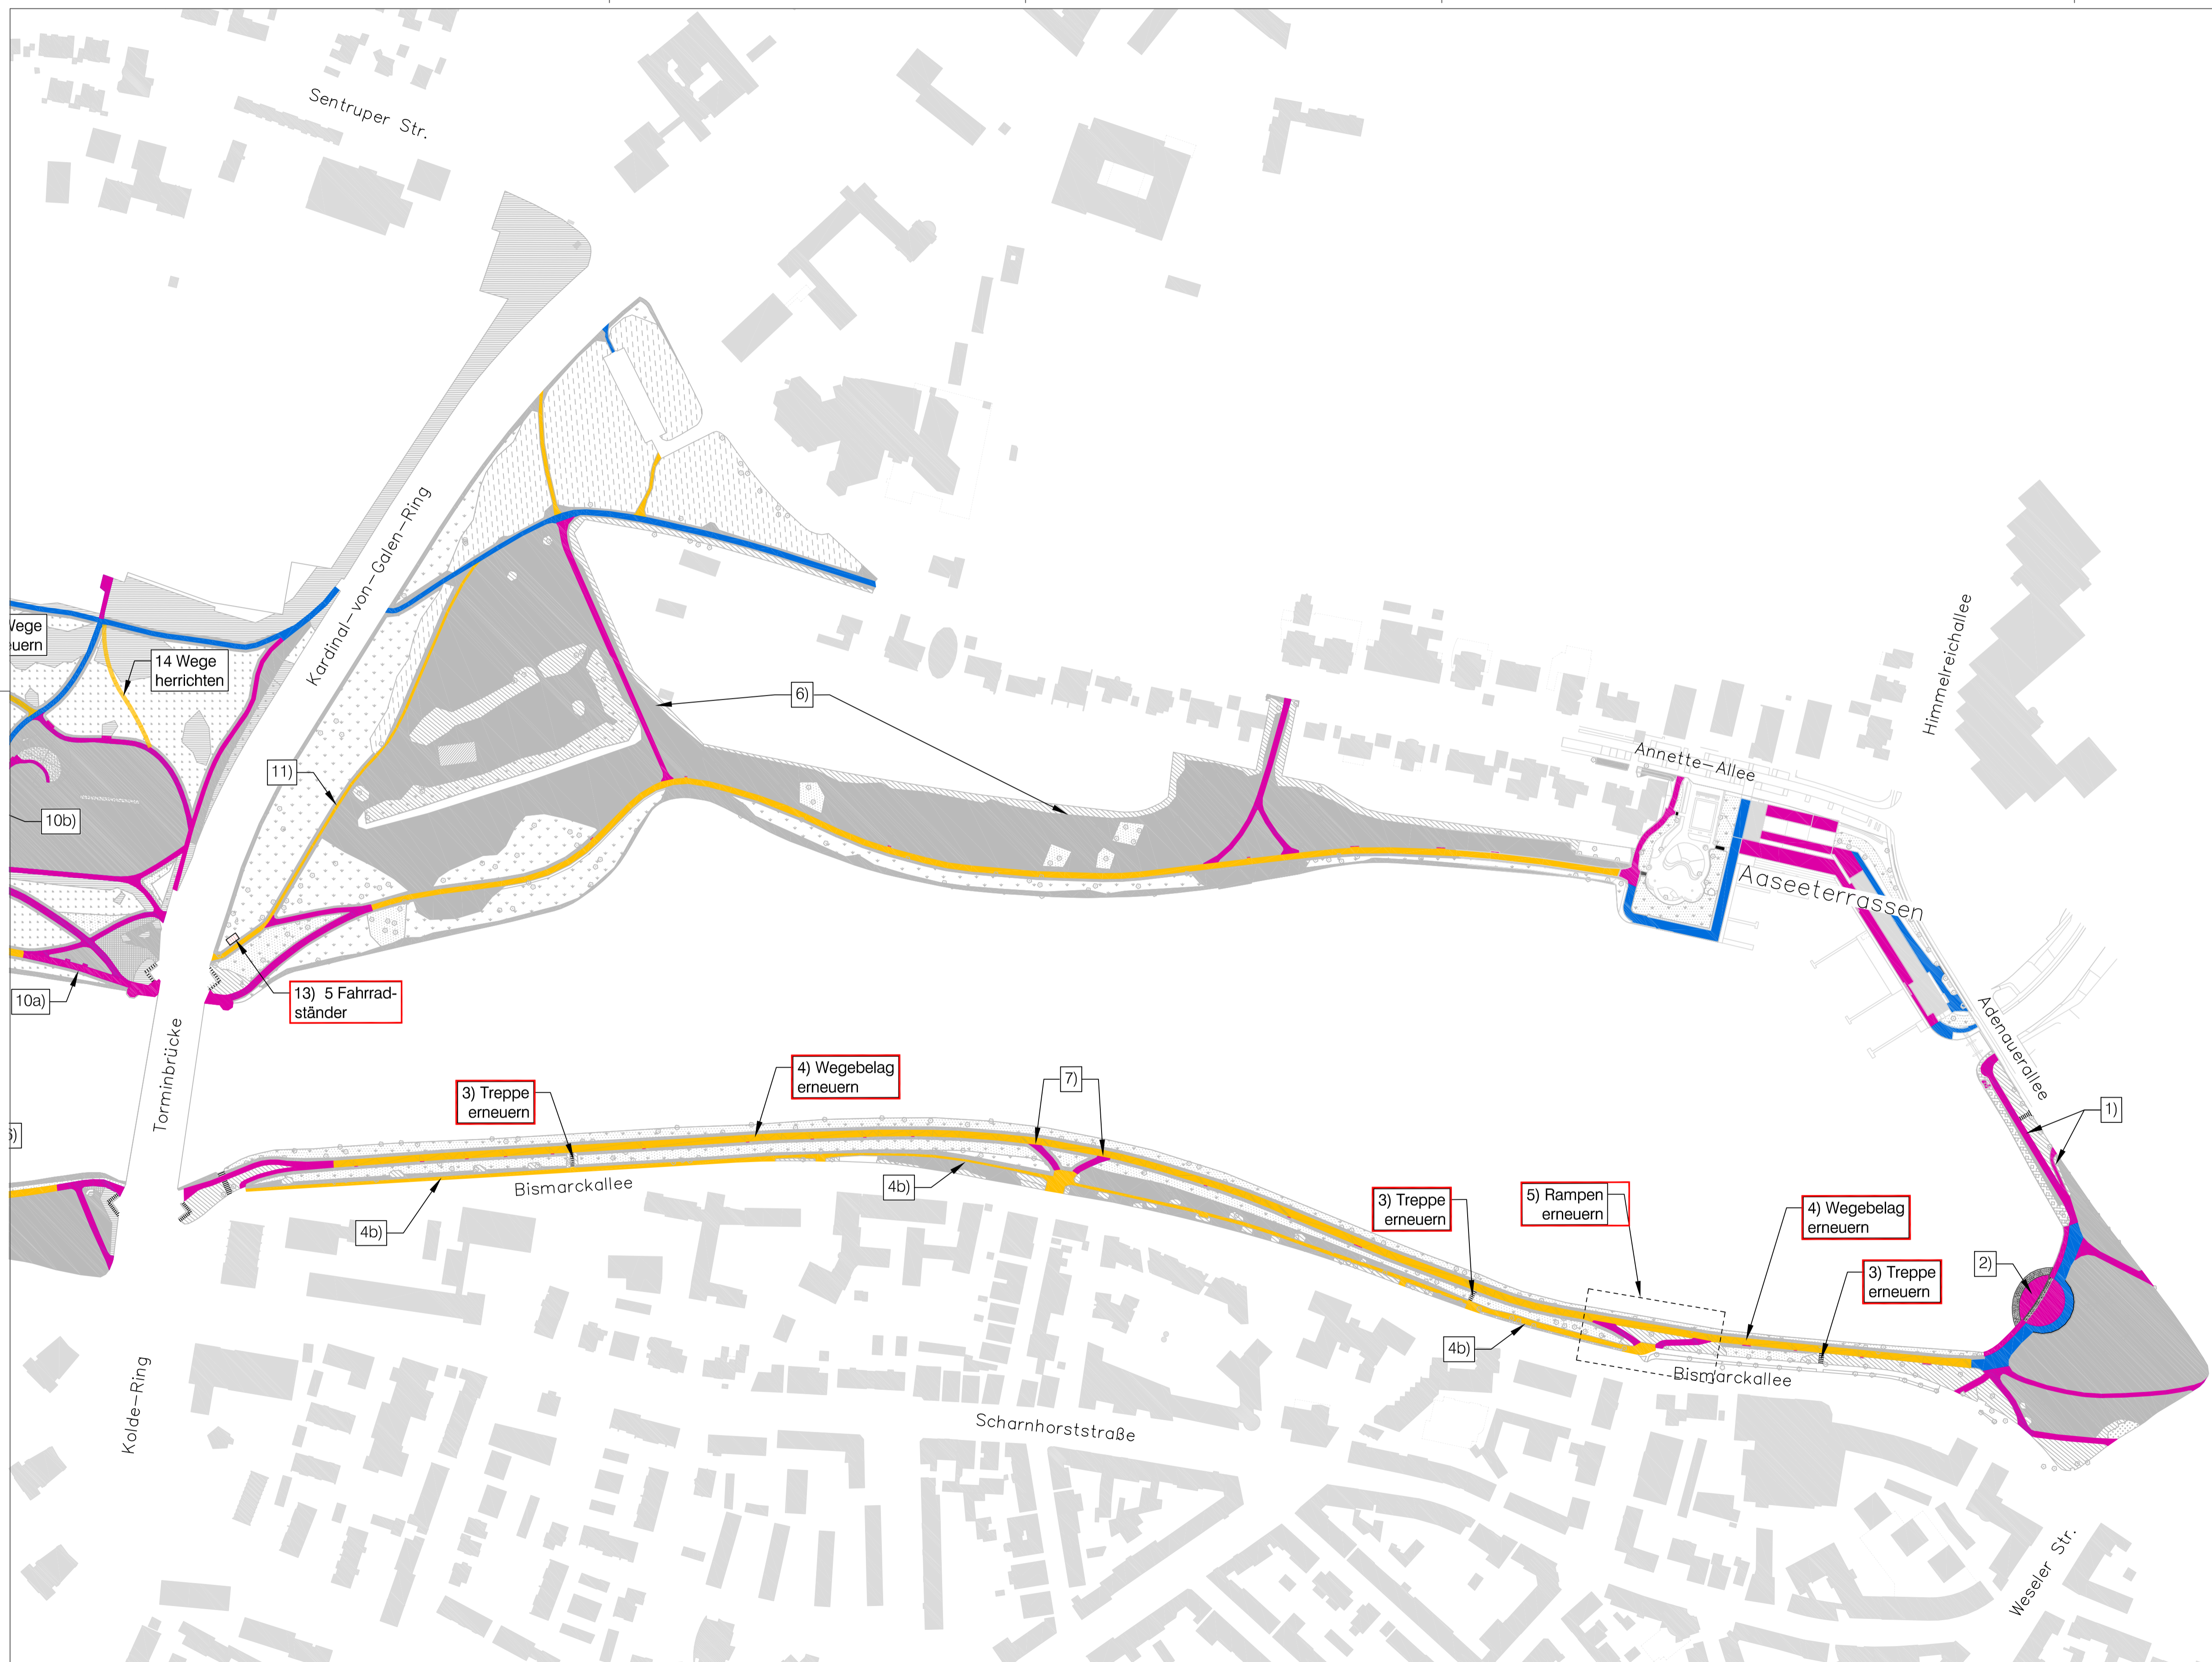 Sentruper Str.
Kardinal-von-Galen-Ring
Wege
14 Wege
herrichten
6)
11)
10b)
Himmelreichallee
Annette-Allee
Aaseeterrassen
13) 5 Fahrrad-
ständer
10a)
Torminbrücke
Adenauerallee
1)
4) Wegebelag
erneuern
3) Treppe
erneuern
7)
Bismarckallee
4b)
4b)
3) Treppe
erneuern
5) Rampen
erneuern
4) Wegebelag
erneuern
2)
3) Treppe
erneuern
4b)
Bismarckallee
Kolde-Ring
Scharnhorststraße
Weseler Str.